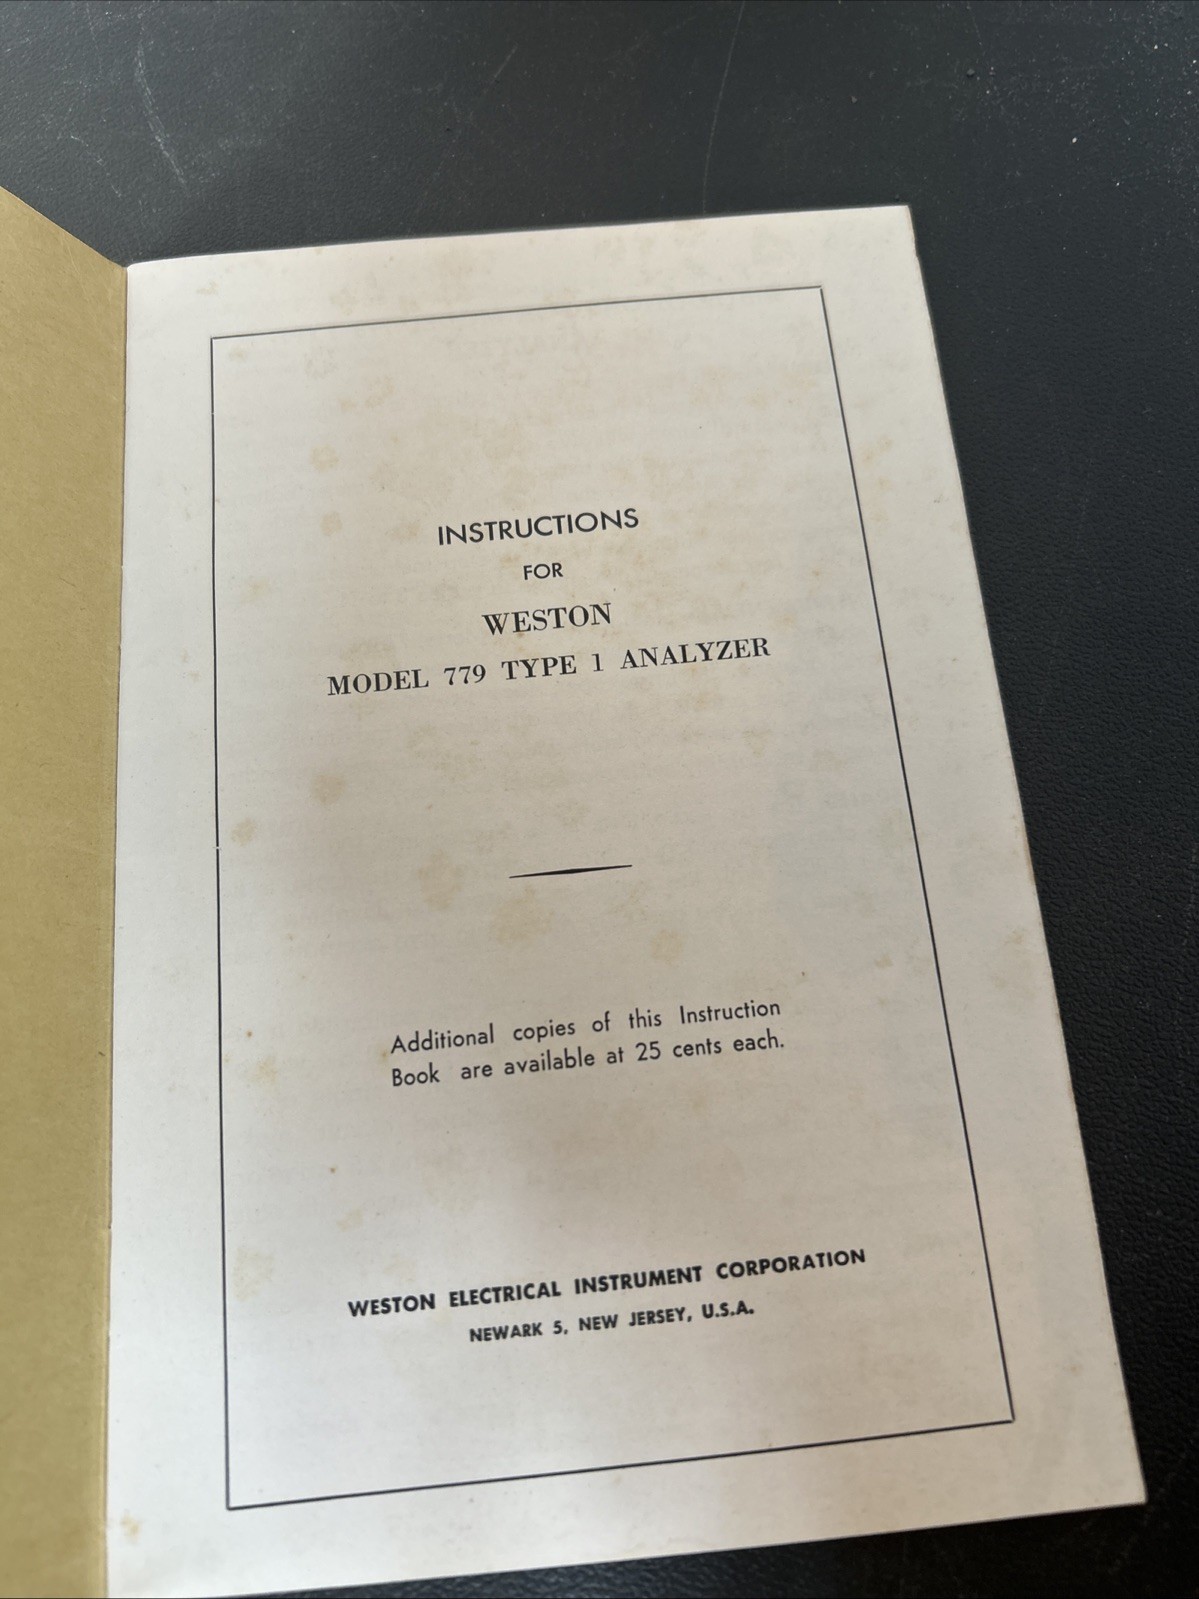 INSTRUCTIONS
FOR
WESTON
MODEL 779 TYPE 1 ANALYZER
Additional copies of this Instruction
Book are available at 25 cents each.
WESTON ELECTRICAL INSTRUMENT CORPORATION
NEWARK 5, NEW JERSEY, U.S.A.